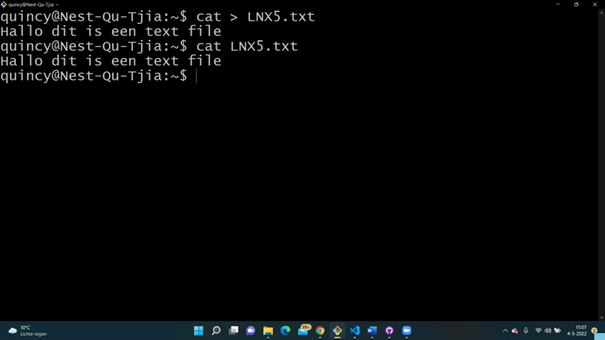 quincy@Nest-Qu-Tjia: ~
quincy@Nest-Qu-Tjia:~$ cat > LNX5.txt
Hallo dit is een text file
quincy@Nest-Qu-Tjia:~$ cat LNX5.txt
Hallo dit is een text file
quincy@Nest-Qu-Tjia:~$
10°C
Lichte regen
15:07
4-5-2022